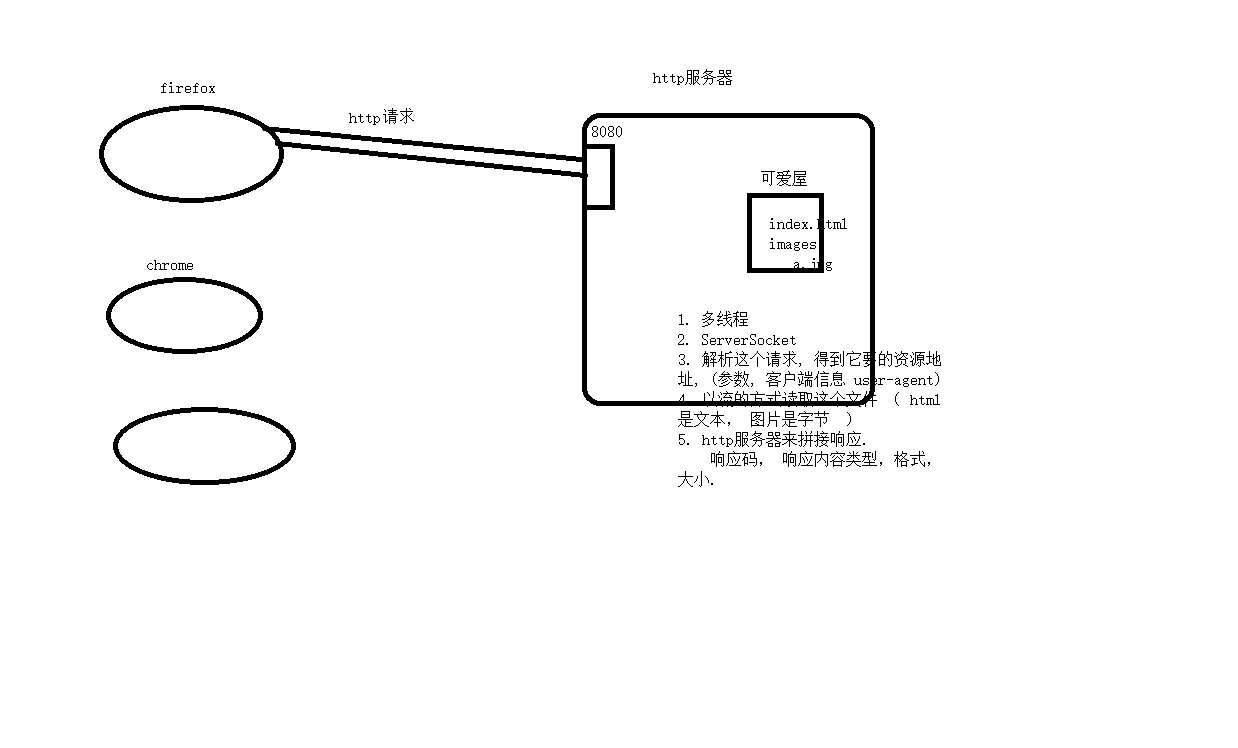 firefox
http请求
chrome
http服务器
8080
可爱屋
index.html
images
a.jpg
1. 多线程
2. ServerSocket
3. 解析这个请求, 得到它要的资源地
址, (参数, 客户端信息 user-agent)
4. 以流的方式读取这个文件 ( html
是文本, 图片是字节 )
5. http服务器来拼接响应.
响应码, 响应内容类型, 格式,
大小.